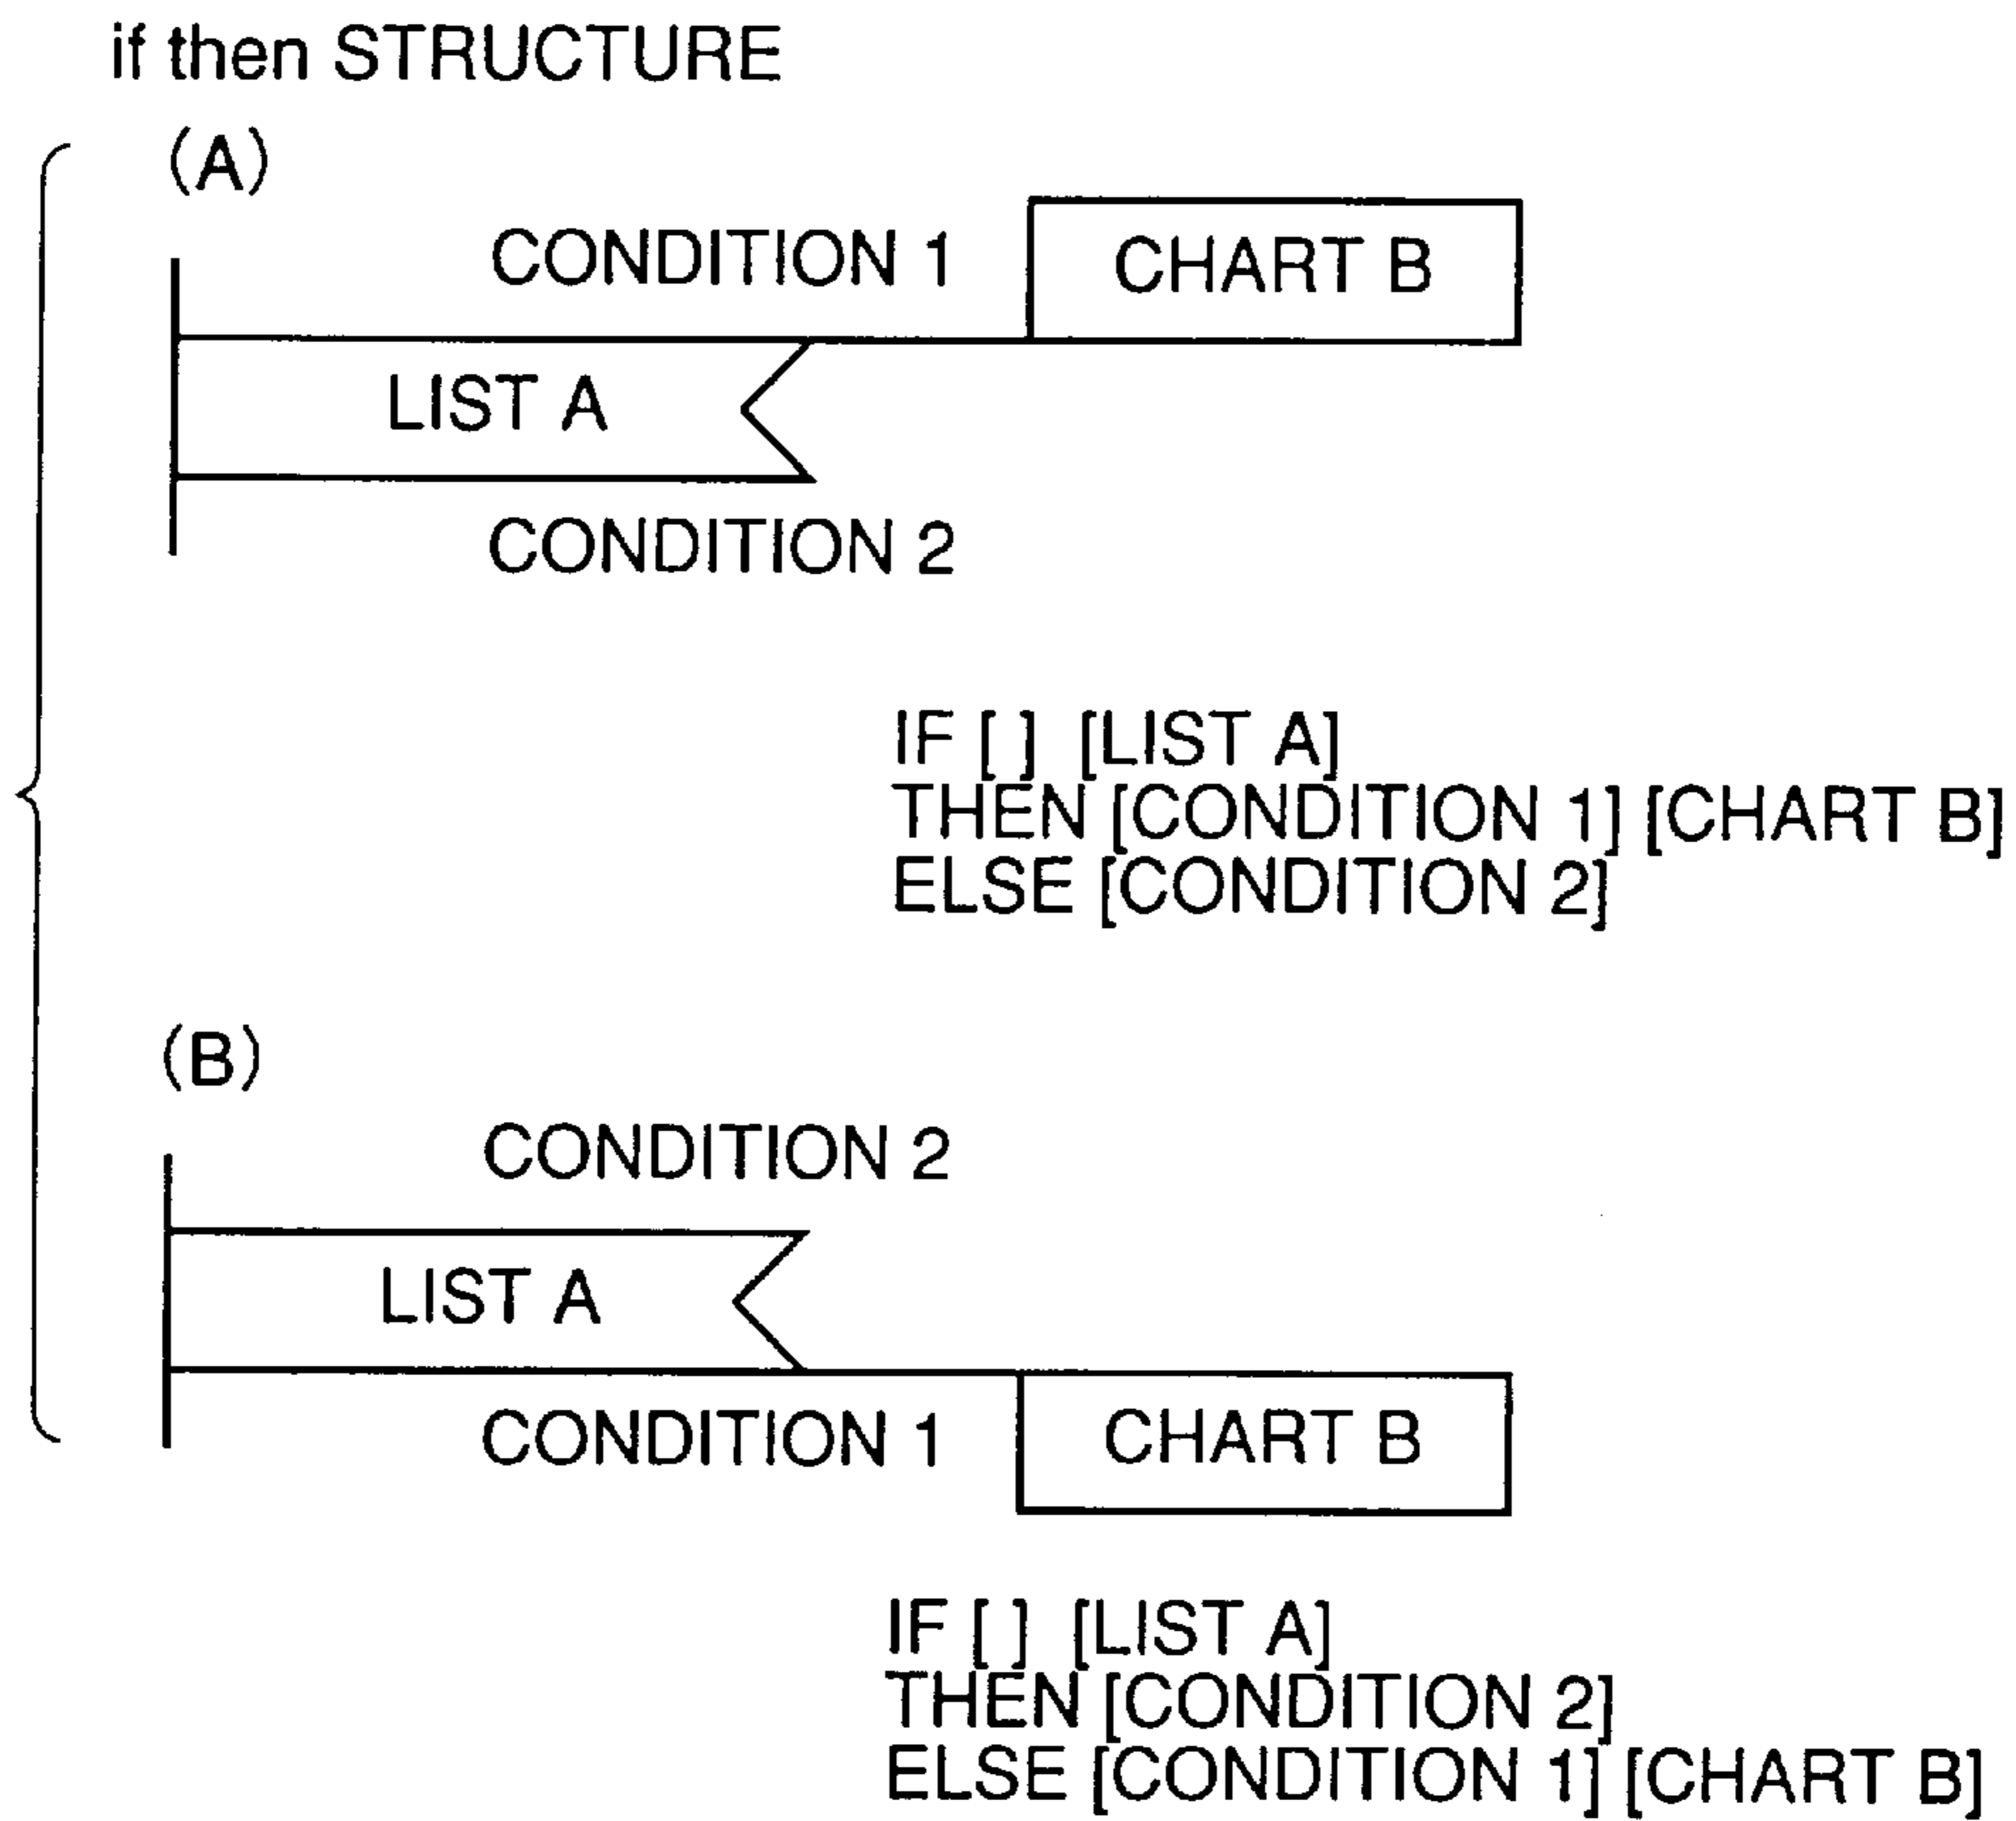 if then STRUCTURE
(A)
CONDITION 1
CHART B
LIST A
CONDITION 2
IF [ ] [LIST A]
THEN [CONDITION 1] [CHART B]
ELSE [CONDITION 2]
(B)
CONDITION 2
LIST A
CONDITION 1
CHART B
IF [ ] [LIST A]
THEN [CONDITION 2]
ELSE [CONDITION 1] [CHART B]